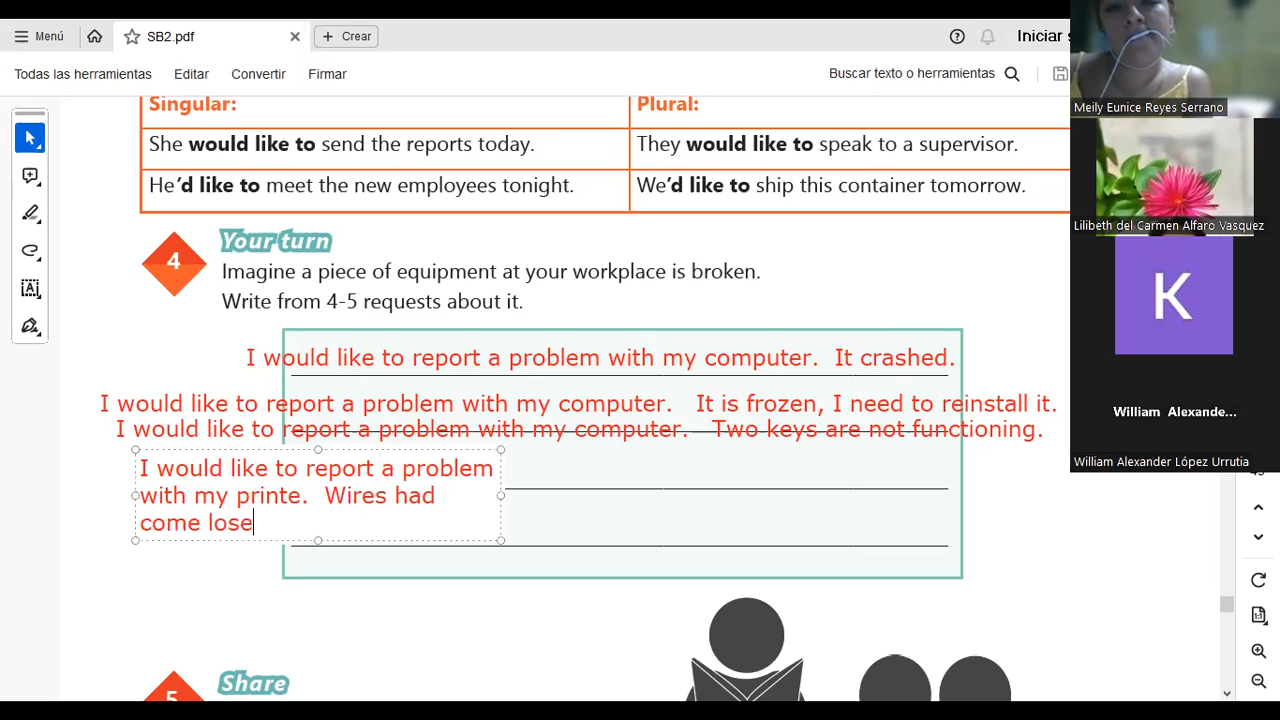 Menú
SB2.pdf
Crear
Iniciar s
Todas las herramientas
Editar
Convertir
Firmar
Buscar texto o herramientas
Meily Eunice Reyes Serrano
Singular:
Plural:
She would like to send the reports today.
They would like to speak to a supervisor.
He'd like to meet the new employees tonight.
We'd like to ship this container tomorrow.
Lilibeth del Carmen Alfaro Vasquez
4
Your turn
Imagine a piece of equipment at your workplace is broken.
Write from 4-5 requests about it.
K
I would like to report a problem with my computer. It crashed.
I would like to report a problem with my computer. It is frozen, I need to reinstall it.
I would like to report a problem with my computer. Two keys are not functioning.
William Alexande...
William Alexander López Urrutia
I would like to report a problem
with my printe. Wires had
come lose
5
Share